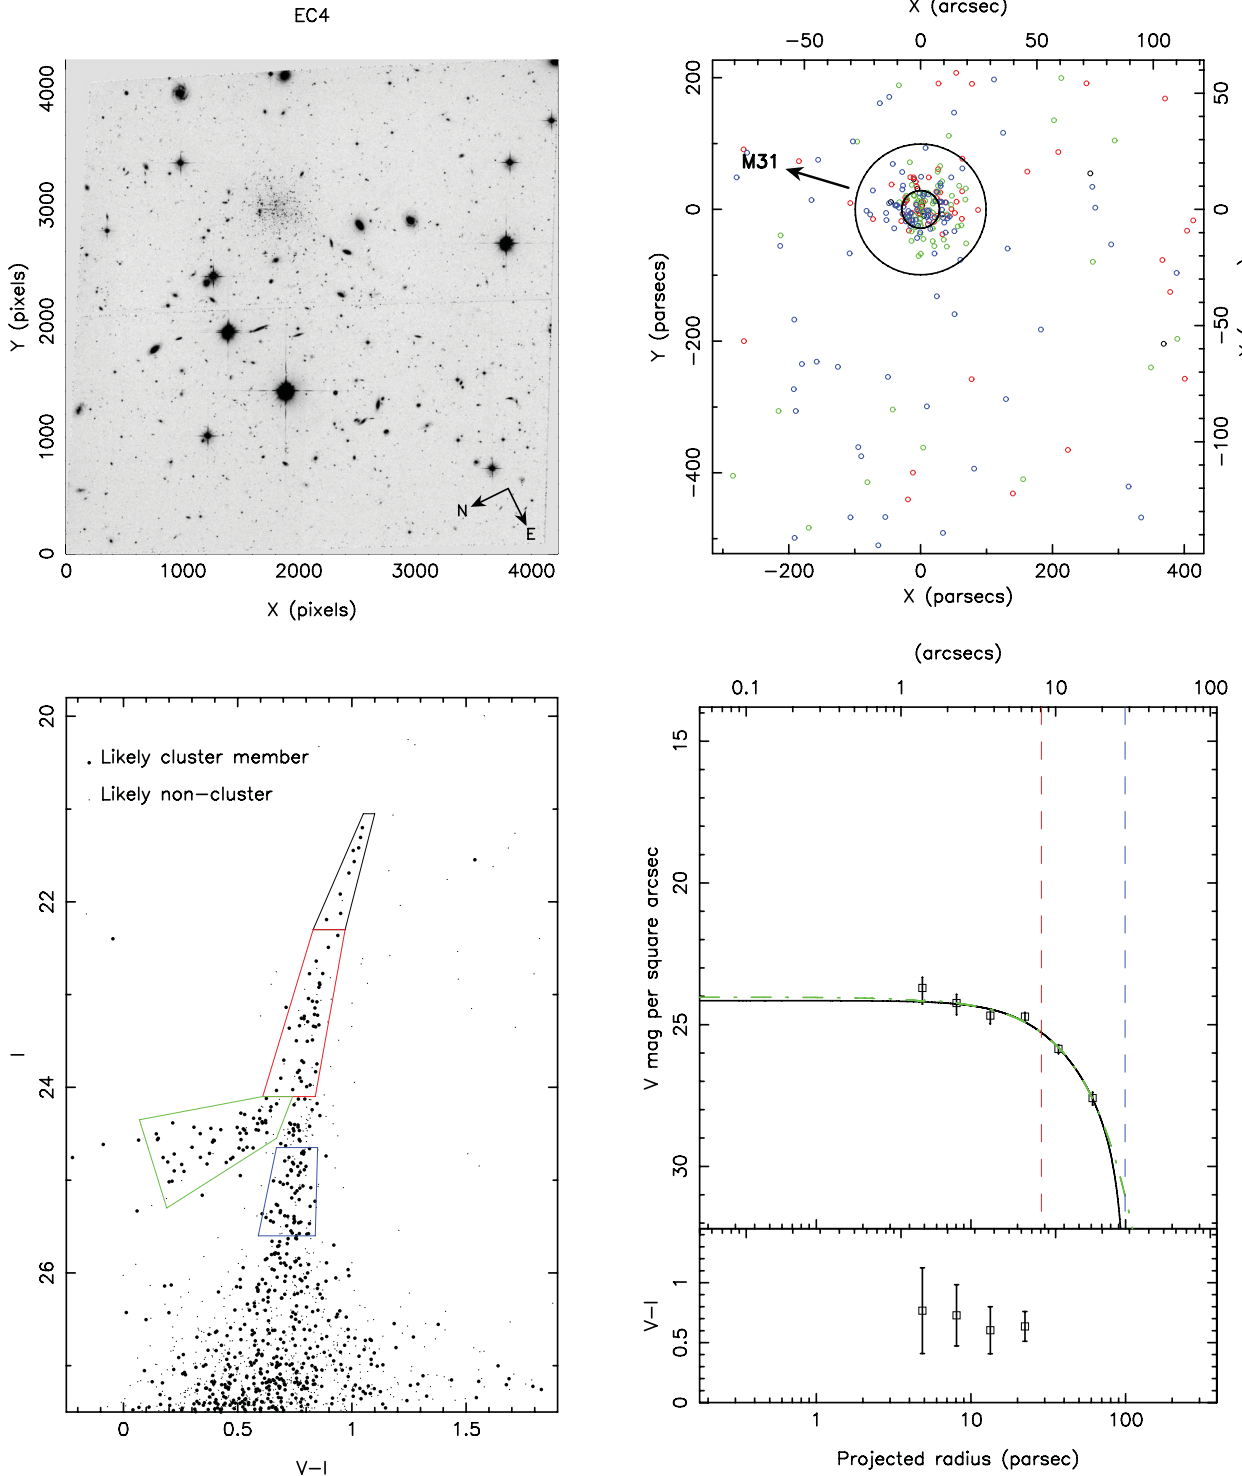 EC4
X (arcsec)
−50 0 50 100
4000
3000
2000
1000
0
Y (pixels)
N
E
0 1000 2000 3000 4000
X (pixels)
M31
200
0
−200
−400
Y (parsecs)
50
0
−50
−100
−200 0 200 400
X (parsecs)
Likely cluster member
Likely non−cluster
20
22
24
26
I
0 0.5 1 1.5
V−I
(arcsecs)
0.1 1 10 100
15
20
25
30
V mag per square arcsec
1
0.5
0
V−I
1 10 100
Projected radius (parsec)